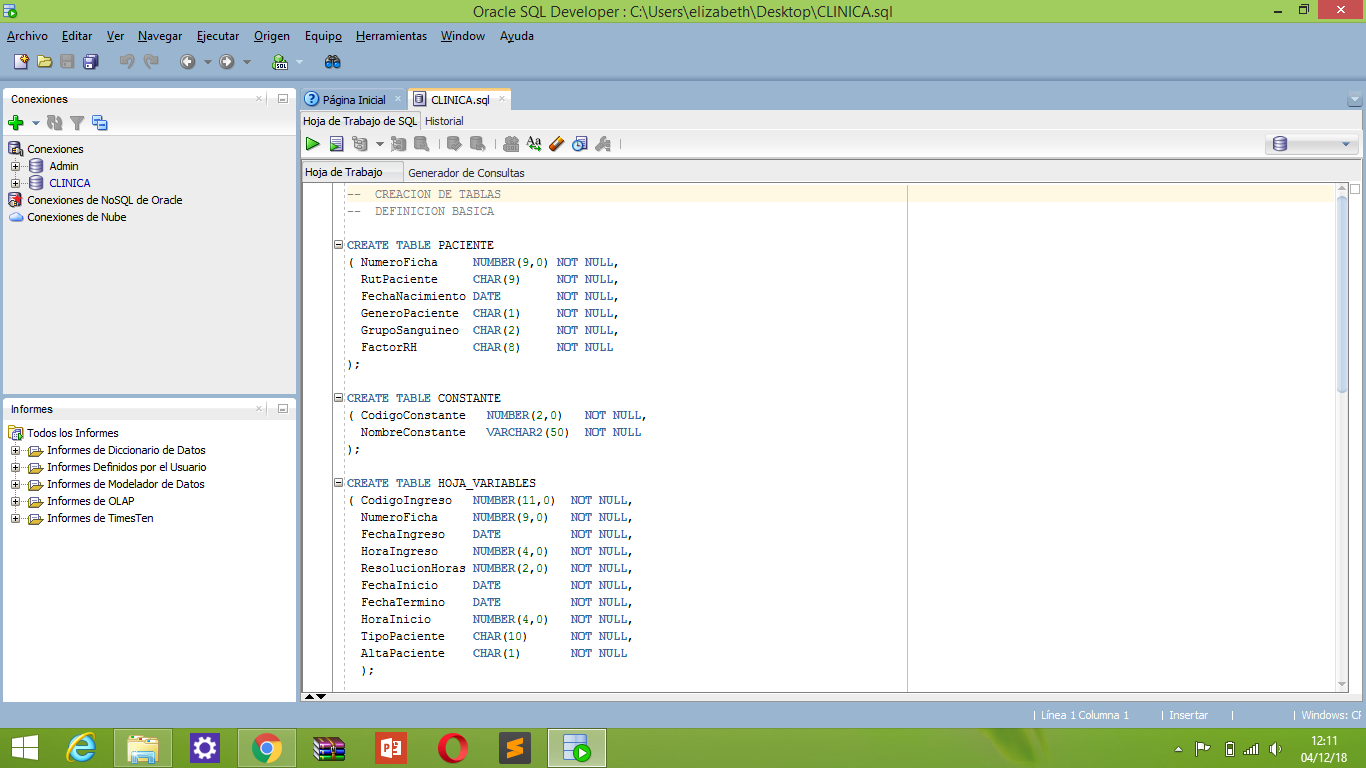 Oracle SQL Developer : C:\Users\elizabeth\Desktop\CLINICA.sql
Archivo Editar Ver Navegar Ejecutar Origen Equipo Herramientas Window Ayuda
Conexiones
Conexiones
Admin
CLINICA
Conexiones de NoSQL de Oracle
Conexiones de Nube
Informes
Todos los Informes
Informes de Diccionario de Datos
Informes Definidos por el Usuario
Informes de Modelador de Datos
Informes de OLAP
Informes de TimesTen
Página Inicial CLINICA.sql
Hoja de Trabajo de SQL Historial
Hoja de Trabajo Generador de Consultas
-- CREACION DE TABLAS
-- DEFINICION BASICA
CREATE TABLE PACIENTE
( NumeroFicha NUMBER(9,0) NOT NULL,
RutPaciente CHAR(9) NOT NULL,
FechaNacimiento DATE NOT NULL,
GeneroPaciente CHAR(1) NOT NULL,
GrupoSanguineo CHAR(2) NOT NULL,
FactorRH CHAR(8) NOT NULL
);
CREATE TABLE CONSTANTE
( CodigoConstante NUMBER(2,0) NOT NULL,
NombreConstante VARCHAR2(50) NOT NULL
);
CREATE TABLE HOJA_VARIABLES
( CodigoIngreso NUMBER(11,0) NOT NULL,
NumeroFicha NUMBER(9,0) NOT NULL,
FechaIngreso DATE NOT NULL,
HoraIngreso NUMBER(4,0) NOT NULL,
ResolucionHoras NUMBER(2,0) NOT NULL,
FechaInicio DATE NOT NULL,
FechaTermino DATE NOT NULL,
HoraInicio NUMBER(4,0) NOT NULL,
TipoPaciente CHAR(10) NOT NULL,
AltaPaciente CHAR(1) NOT NULL
);
Línea 1 Columna 1 Insertar Windows: CF
12:11
04/12/18